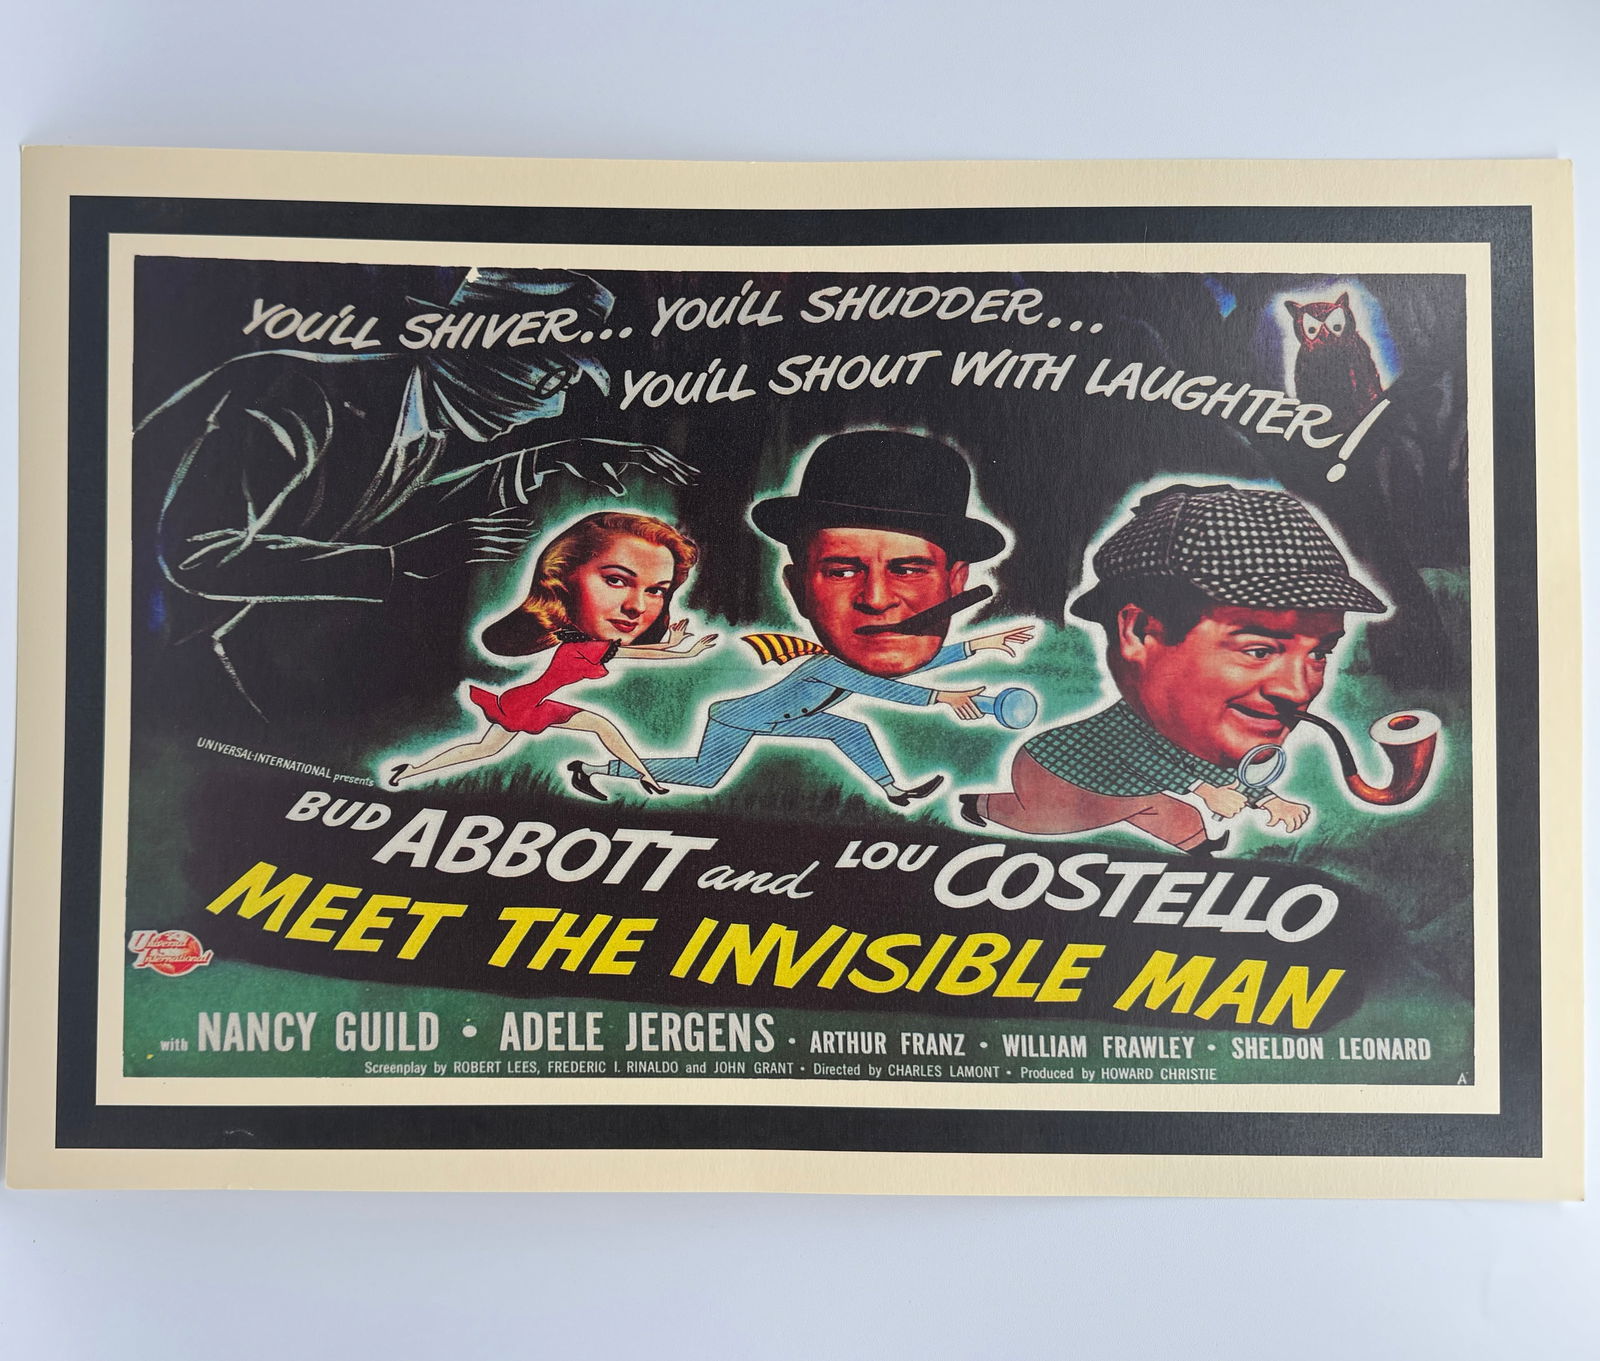 YOU'LL SHIVER... YOU'LL SHUDDER...
YOU'LL SHOUT WITH LAUGHTER!
UNIVERSAL-INTERNATIONAL presents
BUD ABBOTT and LOU COSTELLO
MEET THE INVISIBLE MAN
Universal International
with NANCY GUILD • ADELE JERGENS • ARTHUR FRANZ • WILLIAM FRAWLEY • SHELDON LEONARD
Screenplay by ROBERT LEES, FREDERIC I. RINALDO and JOHN GRANT • Directed by CHARLES LAMONT • Produced by HOWARD CHRISTIE
A